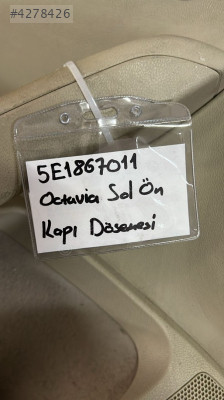 #4278426
5E1867011
Octavia Sol Ön
Kapı Döşemesi